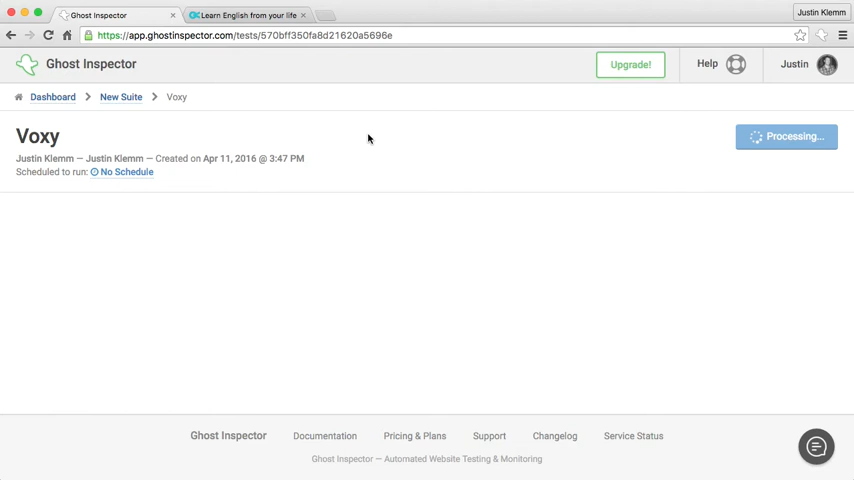 Ghost Inspector
Learn English from your life
Justin Klemm
https://app.ghostinspector.com/tests/570bff350fa8d21620a5696e
Ghost Inspector
Upgrade!
Help
Justin
Dashboard
New Suite
Voxy
Voxy
Processing...
Justin Klemm — Justin Klemm — Created on Apr 11, 2016 @ 3:47 PM
Scheduled to run: No Schedule
Ghost Inspector
Documentation
Pricing & Plans
Support
Changelog
Service Status
Ghost Inspector — Automated Website Testing & Monitoring